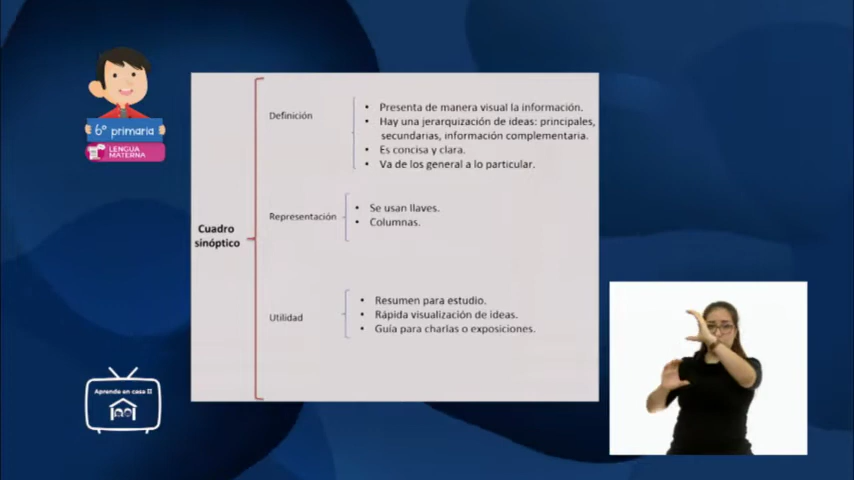 6º primaria
LENGUA
MATERNA
Cuadro
sinóptico
Definición
• Presenta de manera visual la información.
• Hay una jerarquización de ideas: principales,
secundarias, información complementaria.
• Es concisa y clara.
• Va de los general a lo particular.
Representación
• Se usan llaves.
• Columnas.
Utilidad
• Resumen para estudio.
• Rápida visualización de ideas.
• Guía para charlas o exposiciones.
Aprende en casa II